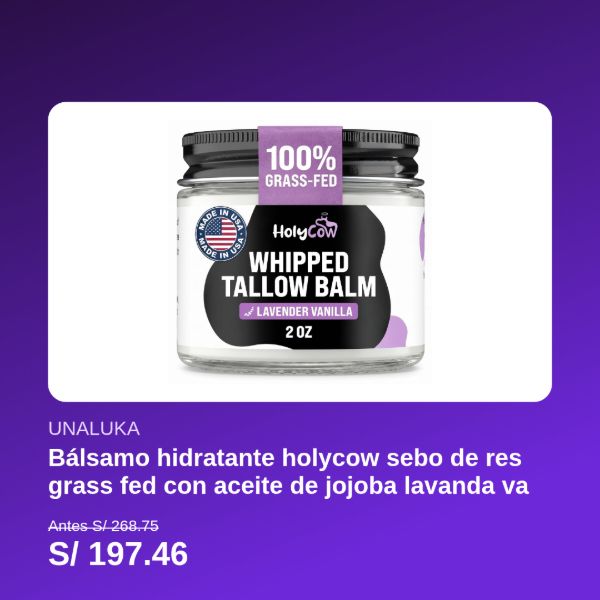 100%
GRASS-FED
MADE IN USA
MADE IN USA
HolyCow
WHIPPED
TALLOW BALM
LAVENDER VANILLA
2 OZ
UNALUKA
Bálsamo hidratante holycow sebo de res
grass fed con aceite de jojoba lavanda va
Antes S/ 268.75
S/ 197.46